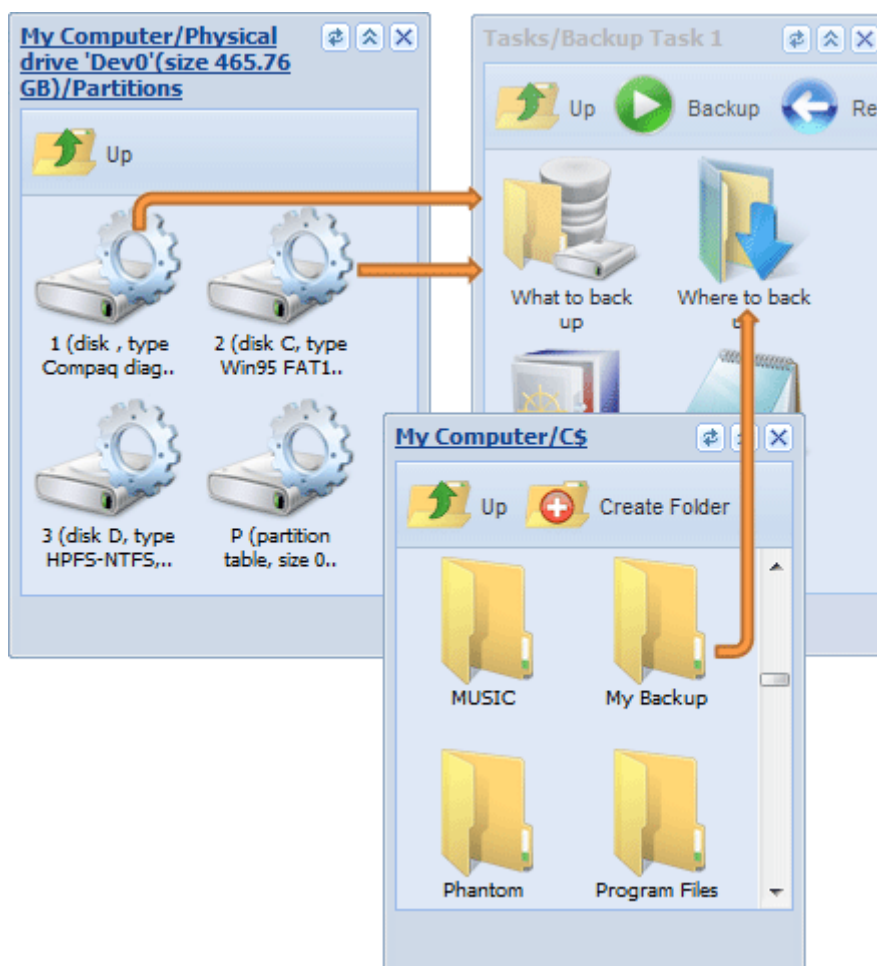 My Computer/Physical
drive 'Dev0'(size 465.76
GB)/Partitions
Up
1 (disk , type
Compaq diag..
2 (disk C, type
Win95 FAT1..
3 (disk D, type
HPFS-NTFS,..
P (partition
table, size 0..
Tasks/Backup Task 1
Up
Backup
Re
What to back
up
Where to back
My Computer/C$
Up
Create Folder
MUSIC
My Backup
Phantom
Program Files